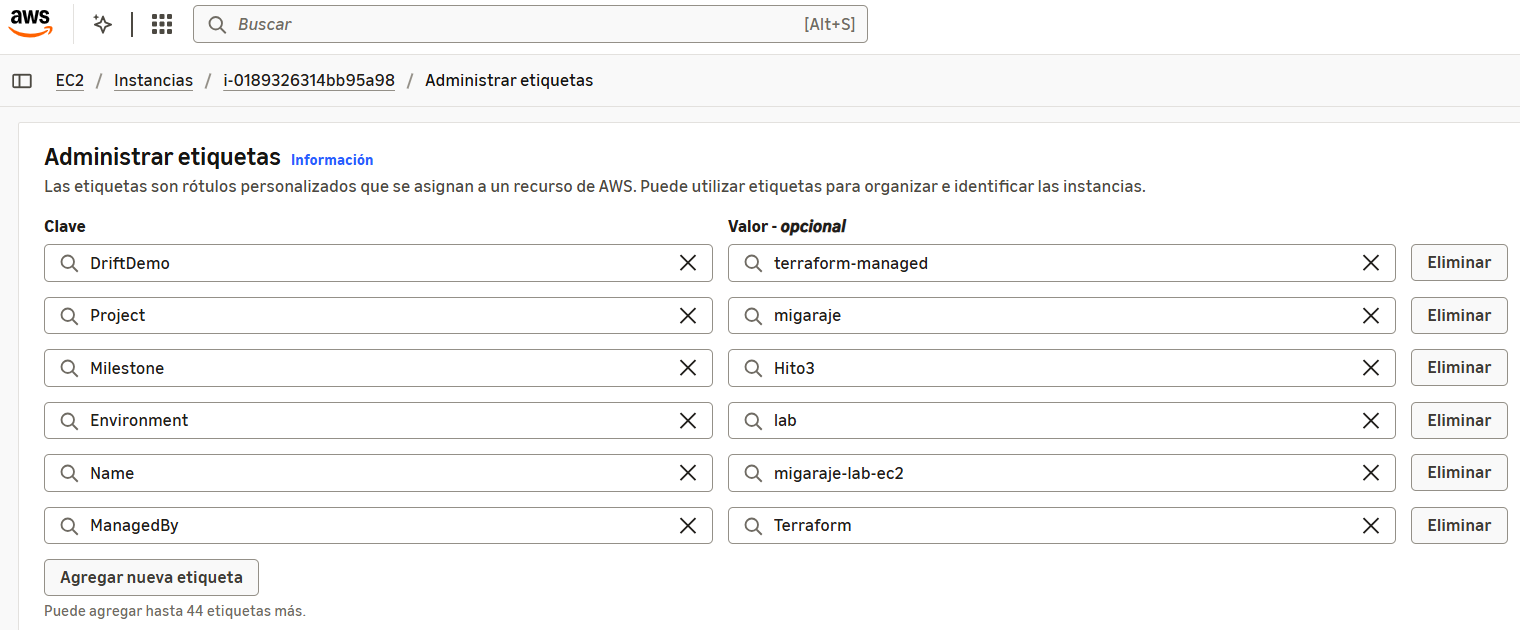 aws
Buscar [Alt+S]
EC2 / Instancias / i-0189326314bb95a98 / Administrar etiquetas
Administrar etiquetas Información
Las etiquetas son rótulos personalizados que se asignan a un recurso de AWS. Puede utilizar etiquetas para organizar e identificar las instancias.
Clave Valor - opcional
DriftDemo terraform-managed Eliminar
Project migaraje Eliminar
Milestone Hito3 Eliminar
Environment lab Eliminar
Name migaraje-lab-ec2 Eliminar
ManagedBy Terraform Eliminar
Agregar nueva etiqueta
Puede agregar hasta 44 etiquetas más.